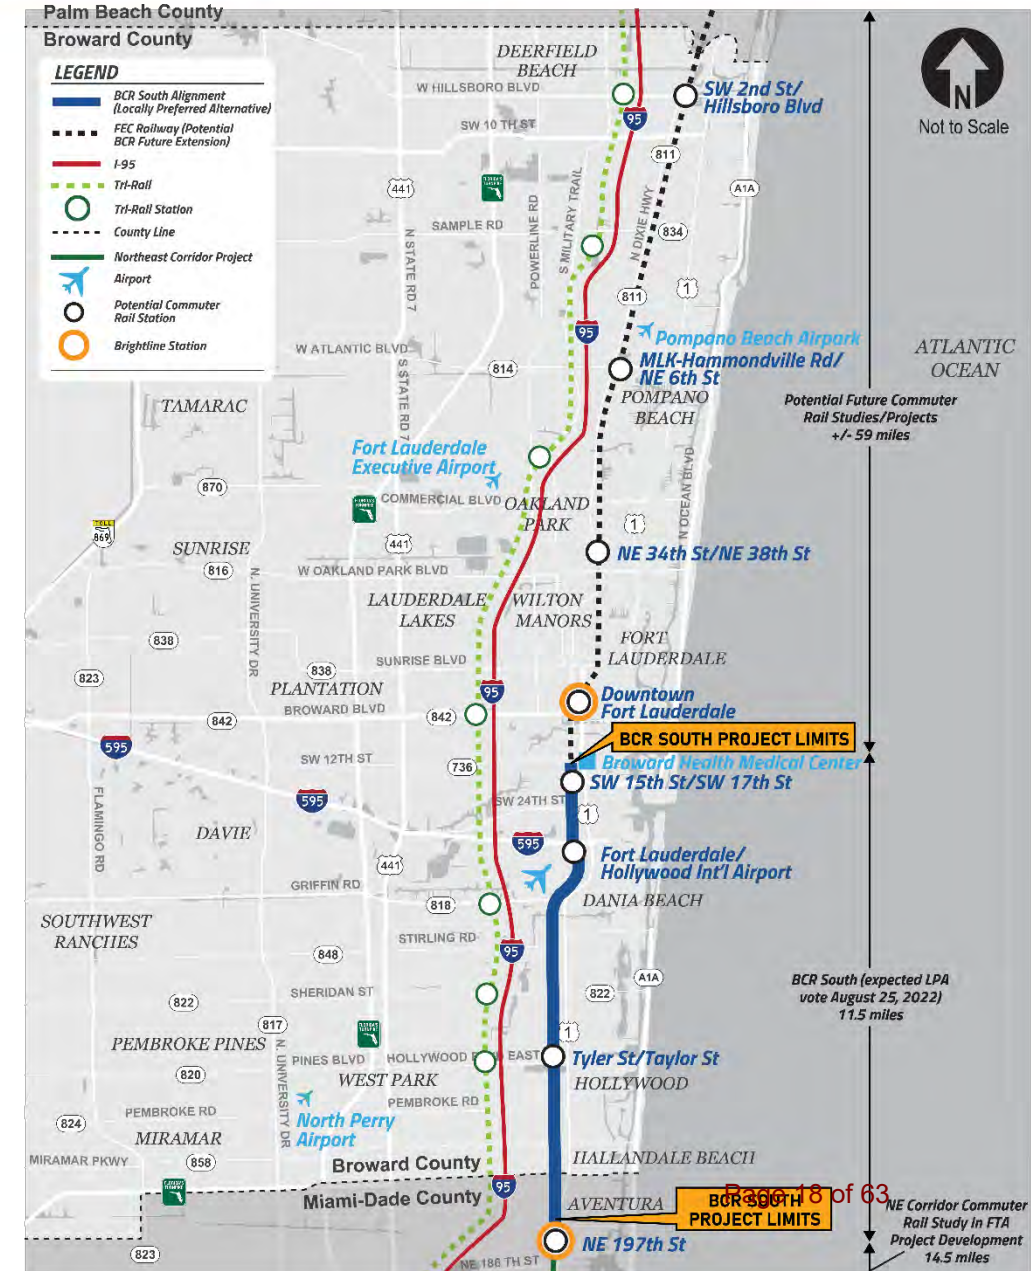 Palm Beach County
Broward County
LEGEND
BCR South Alignment
(Locally Preferred Alternative)
FEC Railway (Potential
BCR Future Extension)
I-95
Tri-Rail
Tri-Rail Station
County Line
Northeast Corridor Project
Airport
Potential Commuter
Rail Station
Brightline Station
N
Not to Scale
DEERFIELD
BEACH
W HILLSBORO BLVD
SW 2nd St/
Hillsboro Blvd
95
SW 10 TH ST
811
441
A1A
SAMPLE RD
834
N STATE RD 7
POWERLINE RD
S MILITARY TRAIL
N DIXIE HWY
1
811
95
Pompano Beach Airpark
W ATLANTIC BLVD
814
MLK-Hammondville Rd/
NE 6th St
ATLANTIC
OCEAN
S STATE RD 7
POMPANO
BEACH
TAMARAC
Potential Future Commuter
Rail Studies/Projects
+/- 59 miles
Fort Lauderdale
Executive Airport
870
COMMERCIAL BLVD
OAKLAND
PARK
N OCEAN BLVD
TOLL
869
1
441
SUNRISE
816
W OAKLAND PARK BLVD
NE 34th St/NE 38th St
N. UNIVERSITY DR
LAUDERDALE
LAKES
WILTON
MANORS
838
FORT
LAUDERDALE
SUNRISE BLVD
823
838
PLANTATION
95
BROWARD BLVD
842
842
Downtown
Fort Lauderdale
BCR SOUTH PROJECT LIMITS
595
SW 12TH ST
736
Broward Health Medical Center
SW 15th St/SW 17th St
595
SW 24TH ST
1
FLAMINGO RD
DAVIE
595
441
Fort Lauderdale/
Hollywood Int'l Airport
GRIFFIN RD
818
DANIA BEACH
SOUTHWEST
RANCHES
STIRLING RD
95
848
A1A
BCR South (expected LPA
vote August 25, 2022)
11.5 miles
SHERIDAN ST
822
822
817
1
PEMBROKE PINES
N. UNIVERSITY DR
PINES BLVD
HOLLYWOOD
EAST
Tyler St/Taylor St
820
WEST PARK
HOLLYWOOD
PEMBROKE RD
PEMBROKE RD
824
North Perry
Airport
MIRAMAR
MIRAMAR PKWY
858
Broward County
HALLANDALE BEACH
Miami-Dade County
95
AVENTURA
BCR SOUTH
PROJECT LIMITS
Page 18 of 63
NE Corridor Commuter
Rail Study in FTA
Project Development
14.5 miles
NE 197th St
823
NE 186 TH ST